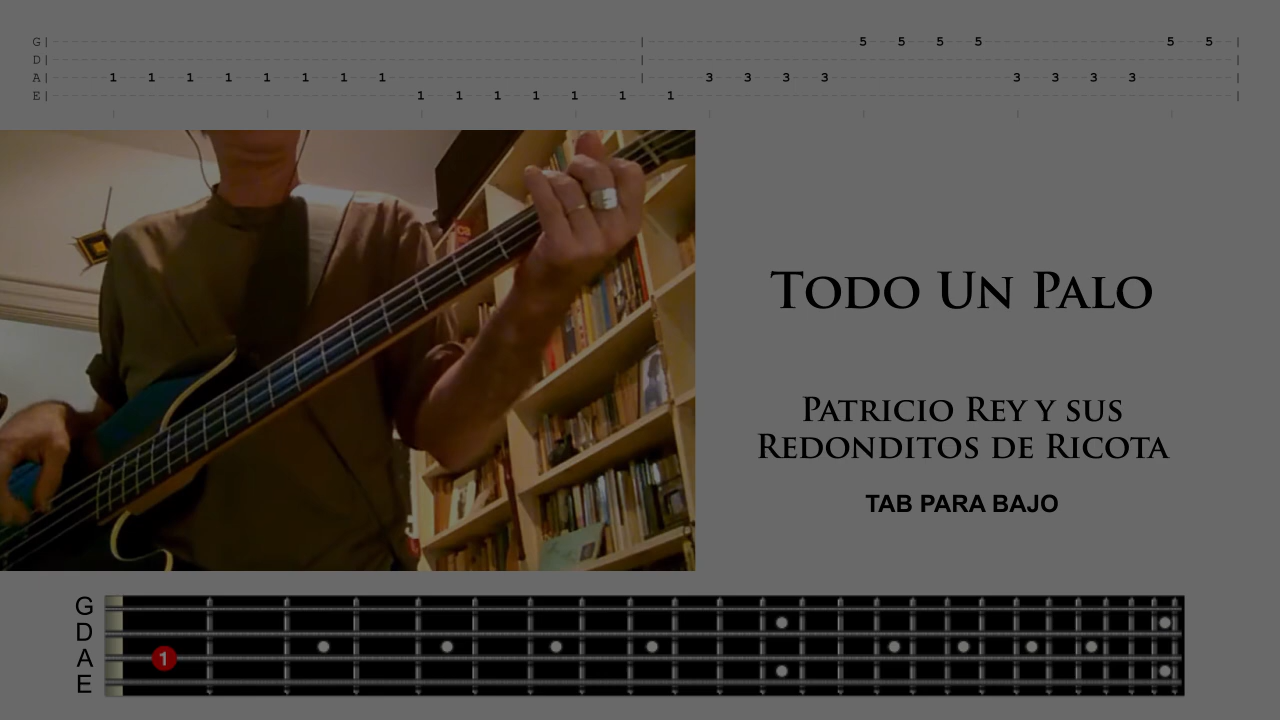 G| | 5 5 5 5 5 5 |
D|
A| 1 1 1 1 1 1 1 1 | 3 3 3 3 3 3 3 3 |
E| 1 1 1 1 1 1 1 |
Todo Un Palo
Patricio Rey y sus
Redonditos de Ricota
TAB PARA BAJO
G
D
A 1
E